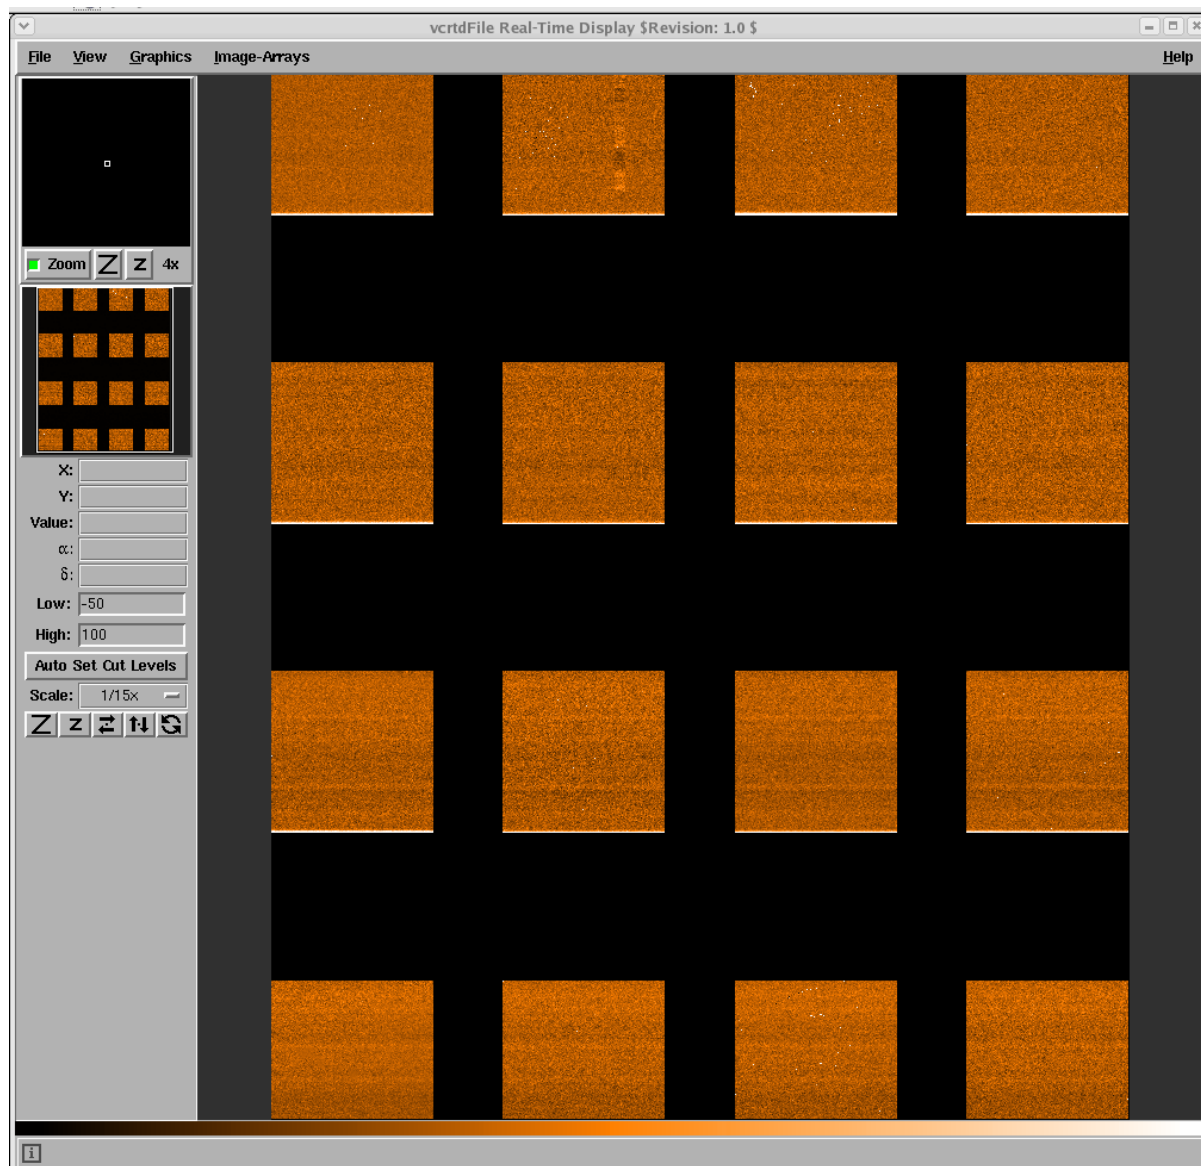 vcrtdFile Real-Time Display $Revision: 1.0 $
File View Graphics Image-Arrays Help
Zoom Z z 4x
X:
Y:
Value:
α:
δ:
Low: -50
High: 100
Auto Set Cut Levels
Scale: 1/15x
Z z
i